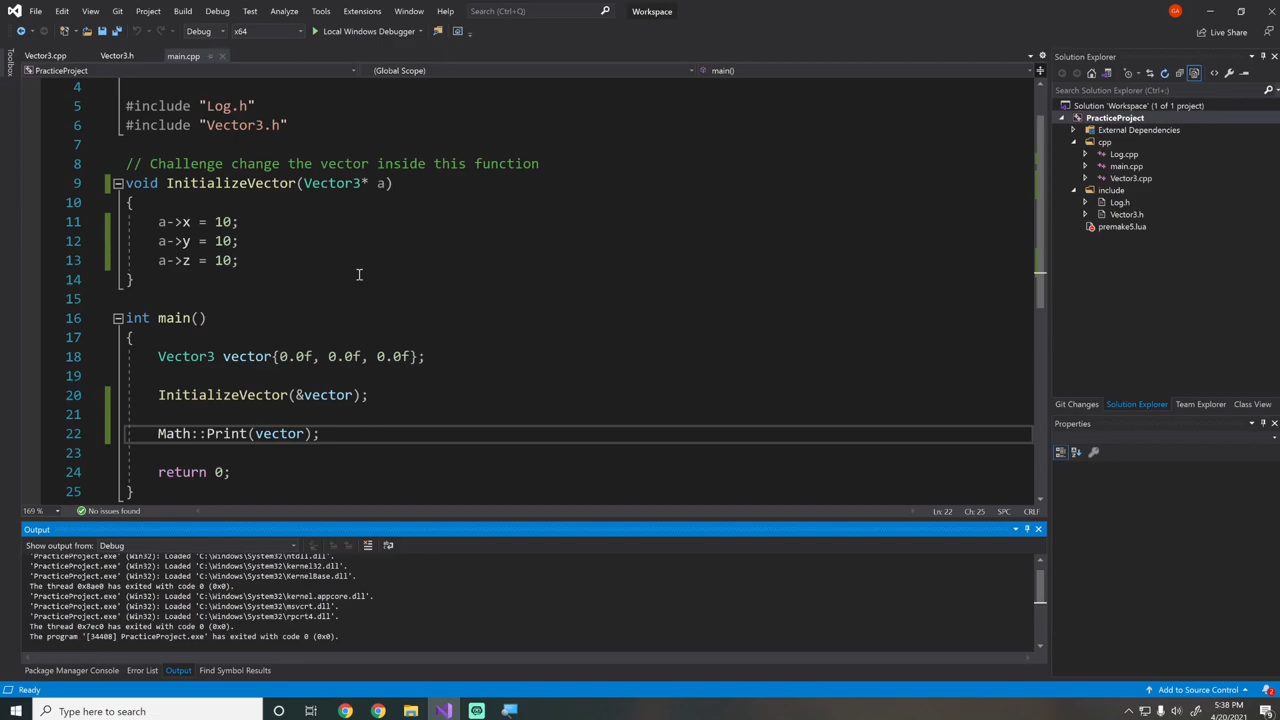 File Edit View Git Project Build Debug Test Analyze Tools Extensions Window Help Search (Ctrl+Q) Workspace GA
Debug x64 Local Windows Debugger Live Share
Toolbox
Vector3.cpp Vector3.h main.cpp
PracticeProject (Global Scope) main()
4
5 #include "Log.h"
6 #include "Vector3.h"
7
8 // Challenge change the vector inside this function
9 void InitializeVector(Vector3* a)
10 {
11 a->x = 10;
12 a->y = 10;
13 a->z = 10;
14 }
15
16 int main()
17 {
18 Vector3 vector{0.0f, 0.0f, 0.0f};
19
20 InitializeVector(&vector);
21
22 Math::Print(vector);
23
24 return 0;
25 }
169 % No issues found Ln: 22 Ch: 25 SPC CRLF
Output
Show output from: Debug
'PracticeProject.exe' (Win32): Loaded 'C:\Windows\System32\ntdll.dll'.
'PracticeProject.exe' (Win32): Loaded 'C:\Windows\System32\kernel32.dll'.
'PracticeProject.exe' (Win32): Loaded 'C:\Windows\System32\KernelBase.dll'.
The thread 0x8ae0 has exited with code 0 (0x0).
'PracticeProject.exe' (Win32): Loaded 'C:\Windows\System32\kernel.appcore.dll'.
'PracticeProject.exe' (Win32): Loaded 'C:\Windows\System32\msvcrt.dll'.
'PracticeProject.exe' (Win32): Loaded 'C:\Windows\System32\rpcrt4.dll'.
The thread 0x7ec0 has exited with code 0 (0x0).
The program '[34408] PracticeProject.exe' has exited with code 0 (0x0).
Package Manager Console Error List Output Find Symbol Results
Solution Explorer
Search Solution Explorer (Ctrl+;)
Solution 'Workspace' (1 of 1 project)
PracticeProject
External Dependencies
cpp
Log.cpp
main.cpp
Vector3.cpp
include
Log.h
Vector3.h
premake5.lua
Git Changes Solution Explorer Team Explorer Class View
Properties
Ready Add to Source Control 2
Type here to search
5:38 PM
4/20/2021